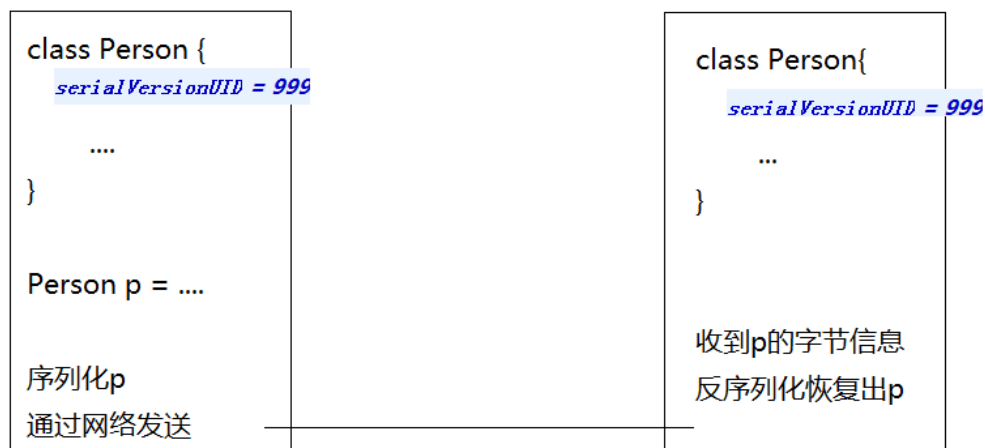 class Person {
serialVersionUID = 999
....
}
Person p = ....
序列化p
通过网络发送
class Person{
serialVersionUID = 999
...
}
收到p的字节信息
反序列化恢复出p